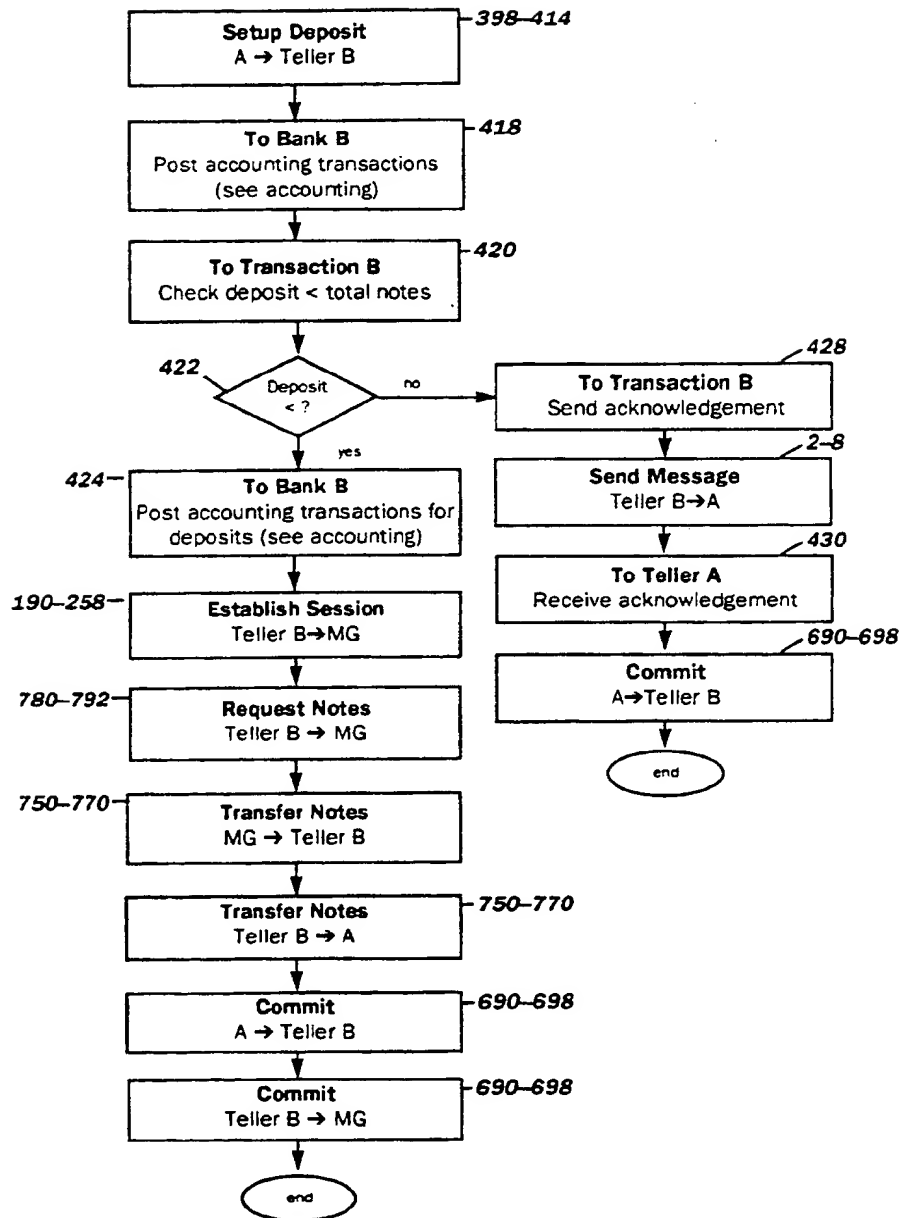 398–414
Setup Deposit
A → Teller B
418
To Bank B
Post accounting transactions
(see accounting)
420
To Transaction B
Check deposit < total notes
422
Deposit
< ?
no
yes
428
To Transaction B
Send acknowledgement
2–8
Send Message
Teller B→A
430
To Teller A
Receive acknowledgement
690–698
Commit
A→Teller B
end
424
To Bank B
Post accounting transactions for
deposits (see accounting)
190–258
Establish Session
Teller B→MG
780–792
Request Notes
Teller B → MG
750–770
Transfer Notes
MG → Teller B
750–770
Transfer Notes
Teller B → A
690–698
Commit
A → Teller B
690–698
Commit
Teller B → MG
end